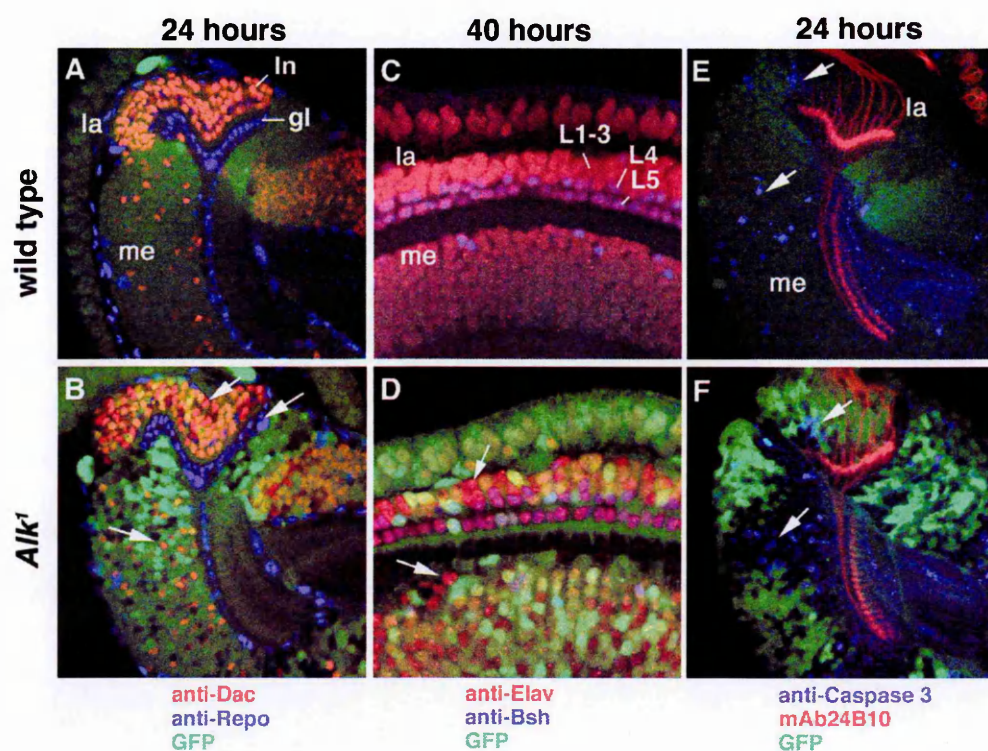 24 hours
40 hours
24 hours
wild type
A
ln
la
gl
me
C
la
L1-3
L4
L5
me
E
la
me
Alk¹
B
D
F
anti-Dac
anti-Repo
GFP
anti-Elav
anti-Bsh
GFP
anti-Caspase 3
mAb24B10
GFP